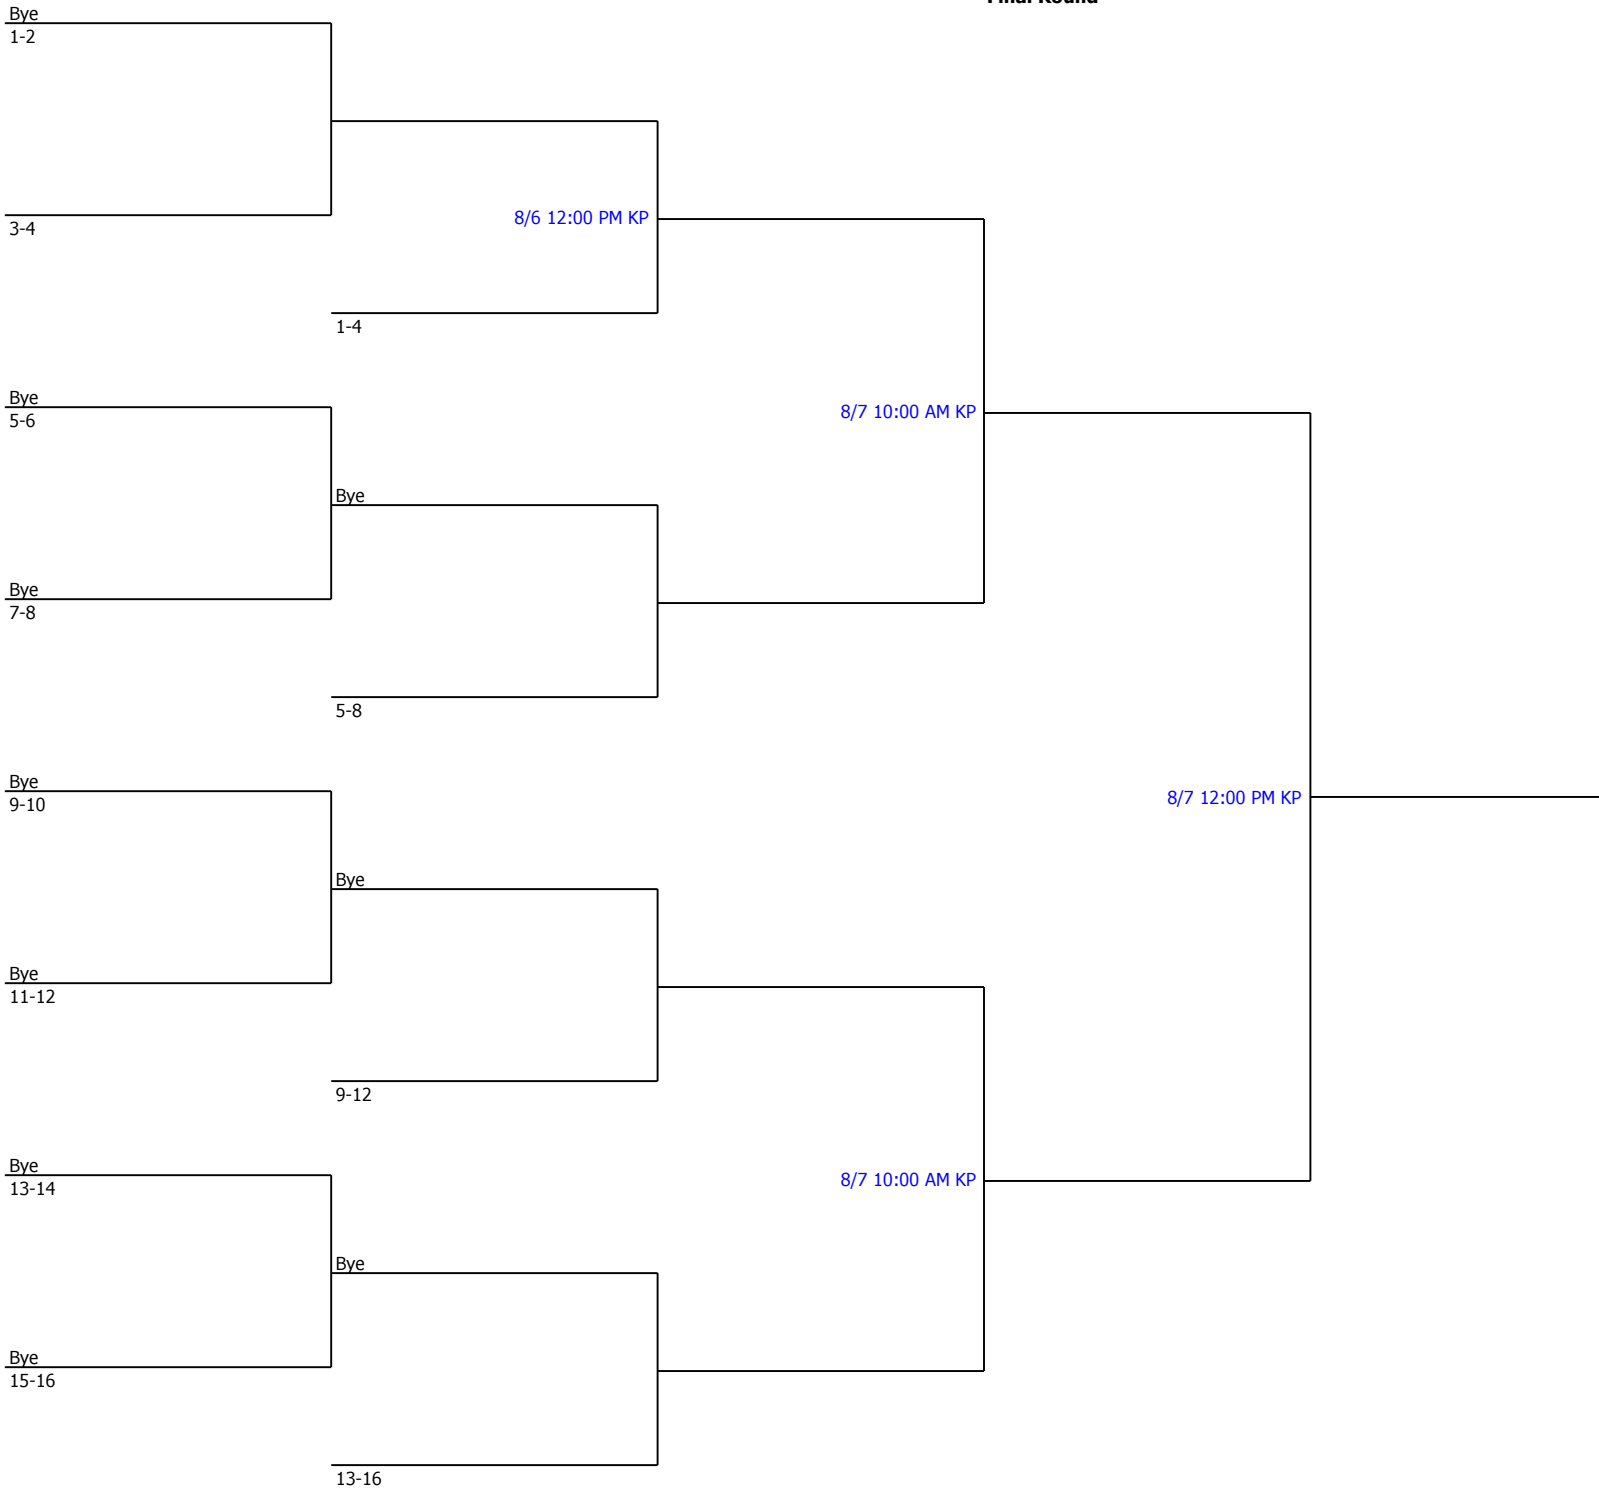 Final Round
Bye
1-2
3-4
8/6 12:00 PM KP
1-4
Bye
5-6
8/7 10:00 AM KP
Bye
Bye
7-8
5-8
Bye
9-10
8/7 12:00 PM KP
Bye
Bye
11-12
9-12
Bye
13-14
8/7 10:00 AM KP
Bye
Bye
15-16
13-16